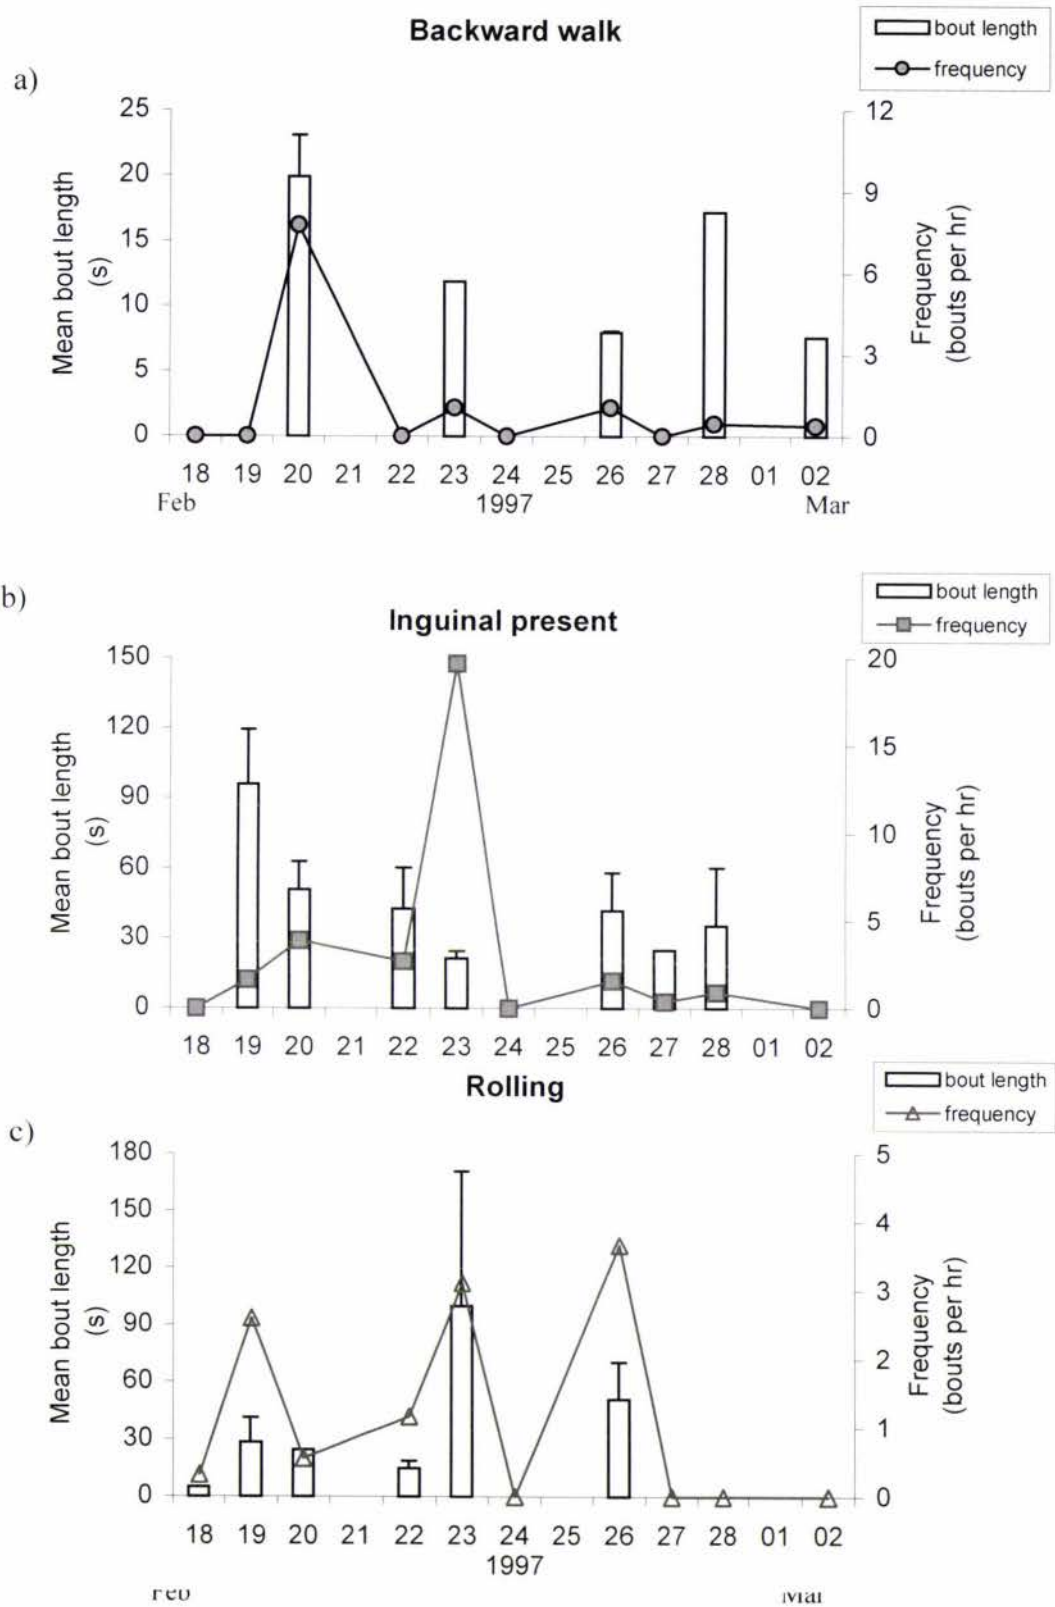 Backward walk
bout length
frequency
a)
25
20
15
10
5
0
Mean bout length
(s)
12
9
6
3
0
Frequency
(bouts per hr)
18 19 20 21 22 23 24 25 26 27 28 01 02
Feb 1997 Mar
b)
Inguinal present
bout length
frequency
150
120
90
60
30
0
Mean bout length
(s)
20
15
10
5
0
Frequency
(bouts per hr)
18 19 20 21 22 23 24 25 26 27 28 01 02
c)
Rolling
bout length
frequency
180
150
120
90
60
30
0
Mean bout length
(s)
5
4
3
2
1
0
Frequency
(bouts per hr)
18 19 20 21 22 23 24 25 26 27 28 01 02
1997
Feb Mar